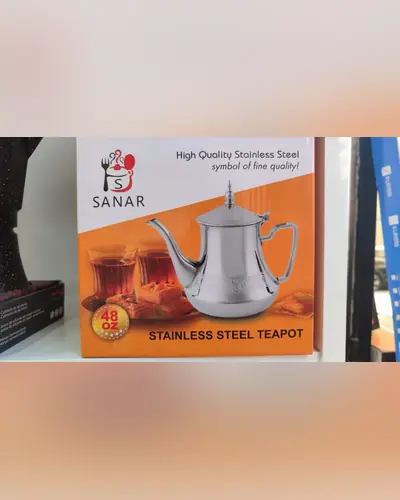 High Quality Stainless Steel
symbol of fine quality!
S
SANAR
48
OZ
STAINLESS STEEL TEAPOT